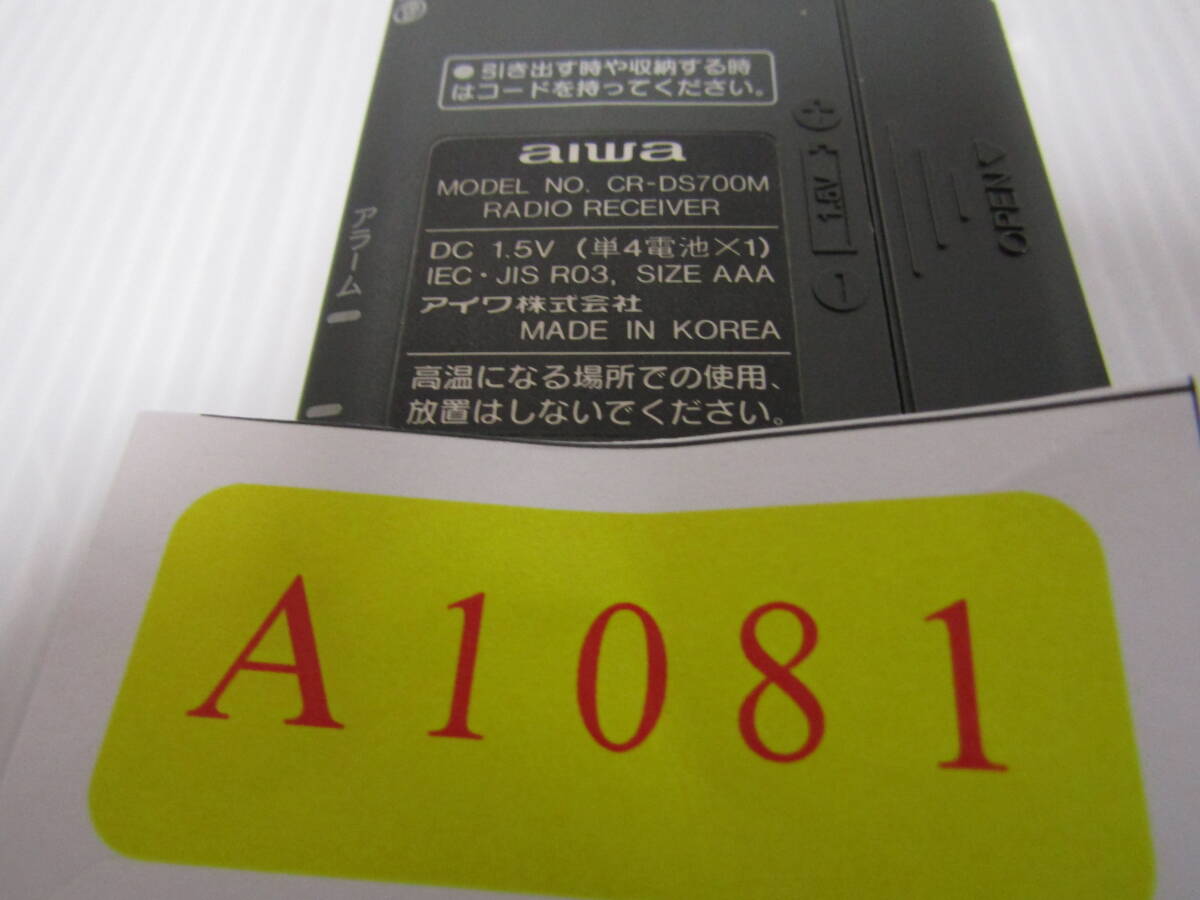 ● 引き出す時や収納する時
はコードを持ってください。
aiwa
MODEL NO. CR-DS700M
RADIO RECEIVER
DC 1.5V (単4電池×1)
IEC・JIS R03, SIZE AAA
アイワ株式会社
MADE IN KOREA
高温になる場所での使用、
放置はしないでください。
アラーム
+
1.5V
−
OPEN
A1081